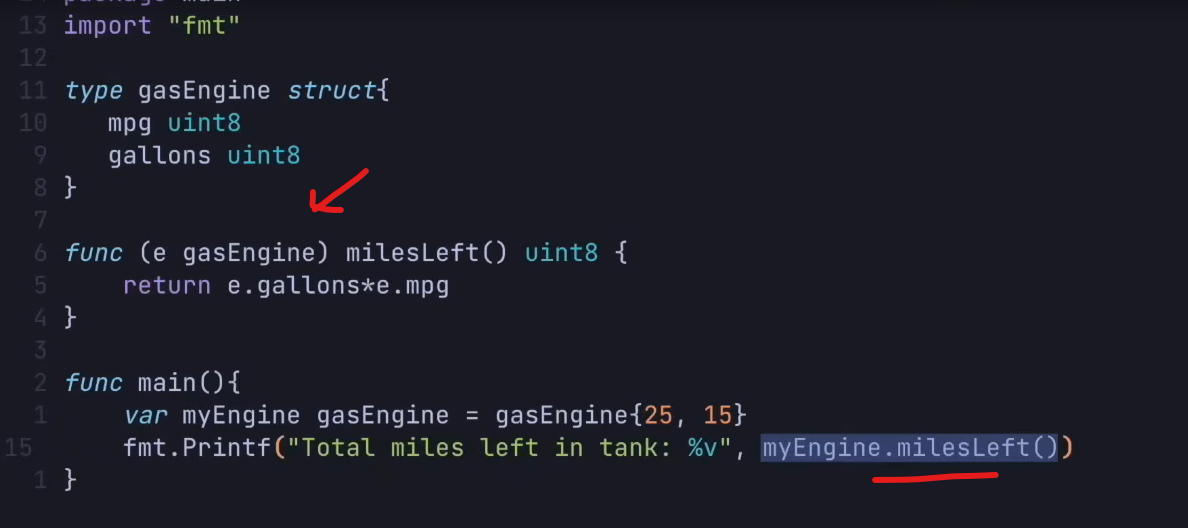 14 package main
13 import "fmt"
12
11 type gasEngine struct{
10 mpg uint8
9 gallons uint8
8 }
7
6 func (e gasEngine) milesLeft() uint8 {
5 return e.gallons*e.mpg
4 }
3
2 func main(){
1 var myEngine gasEngine = gasEngine{25, 15}
15 fmt.Printf("Total miles left in tank: %v", myEngine.milesLeft())
1 }